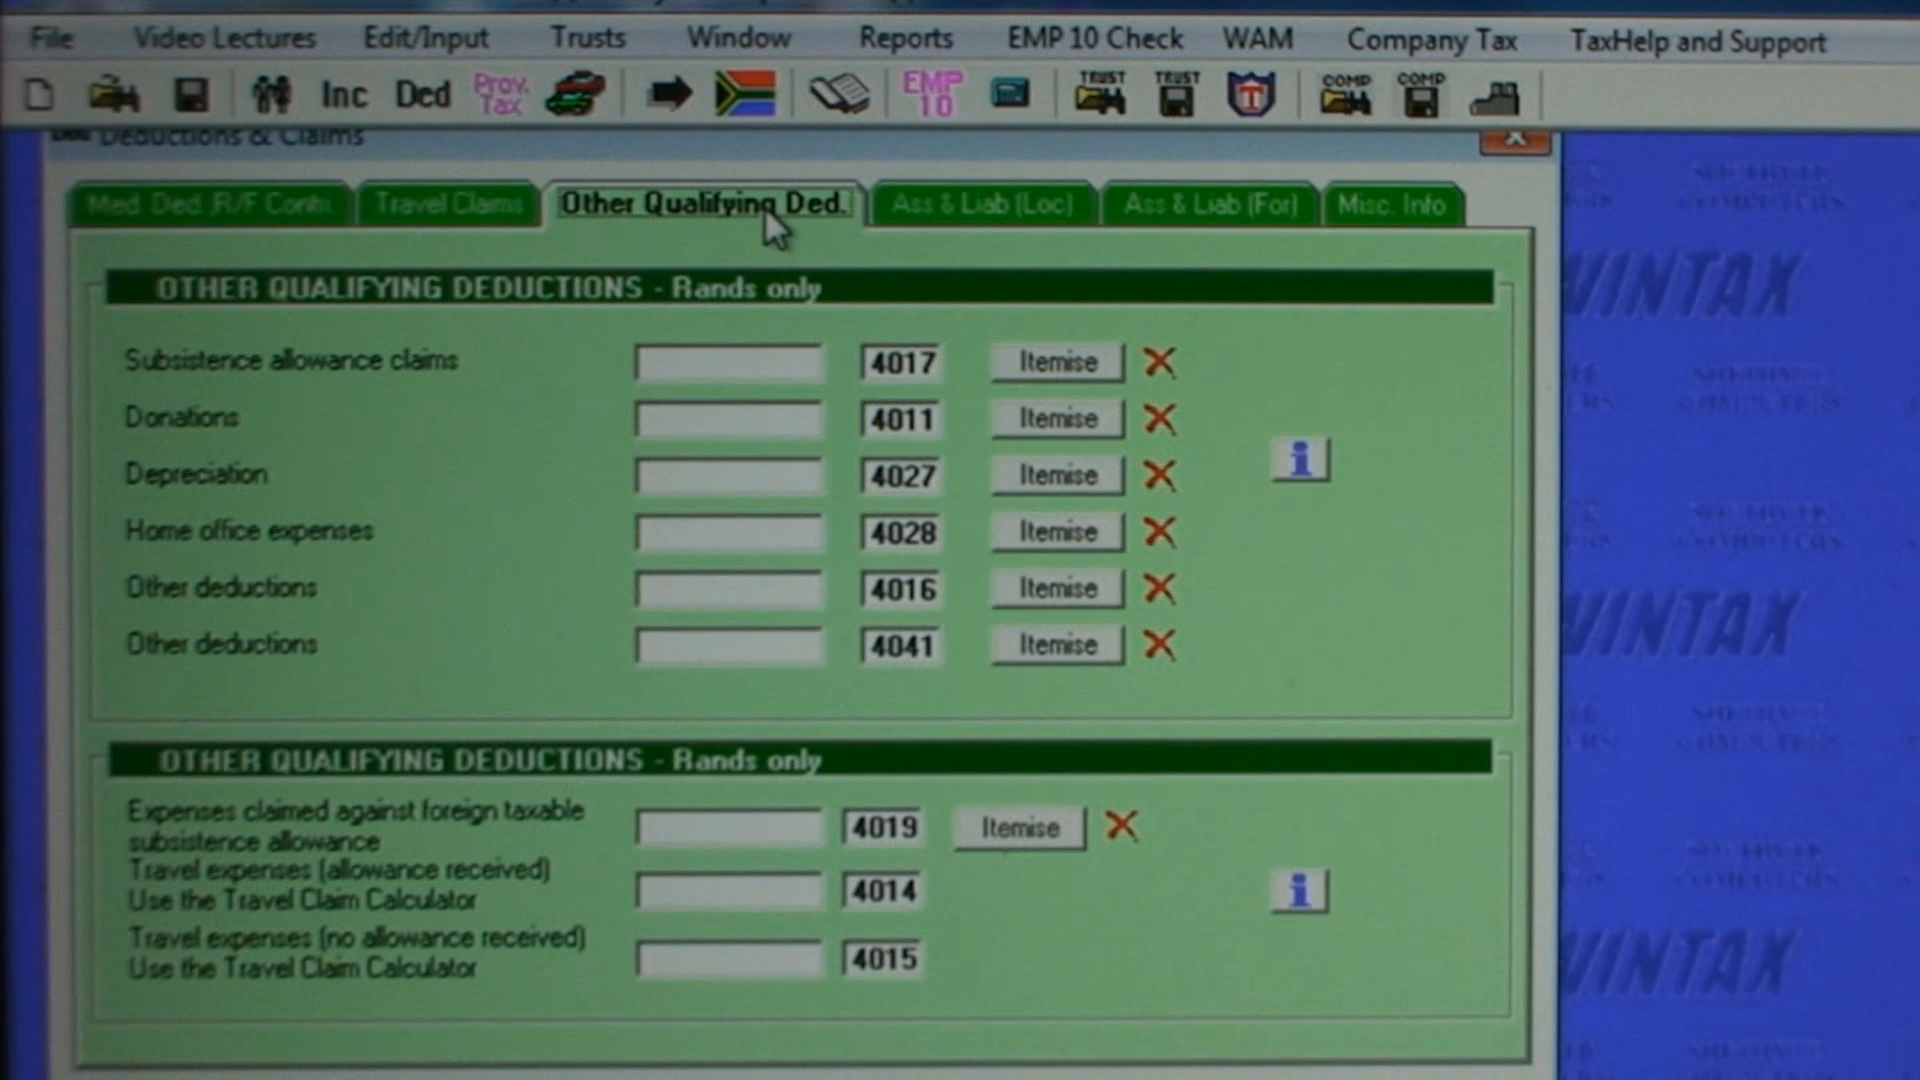 File Video Lectures Edit/Input Trusts Window Reports EMP 10 Check WAM Company Tax TaxHelp and Support
Inc Ded Prov. Tax EMP 10 TRUST TRUST T COMP COMP
Ded Deductions & Claims
Med. Ded.,R/F Contr. Travel Claims Other Qualifying Ded. Ass & Liab (Loc) Ass & Liab (For) Misc. Info
OTHER QUALIFYING DEDUCTIONS - Rands only
Subsistence allowance claims 4017 Itemise
Donations 4011 Itemise
Depreciation 4027 Itemise
Home office expenses 4028 Itemise
Other deductions 4016 Itemise
Other deductions 4041 Itemise
OTHER QUALIFYING DEDUCTIONS - Rands only
Expenses claimed against foreign taxable
subsistence allowance 4019 Itemise
Travel expenses (allowance received)
Use the Travel Claim Calculator 4014
Travel expenses (no allowance received)
Use the Travel Claim Calculator 4015
WINTAX
WINTAX
WINTAX